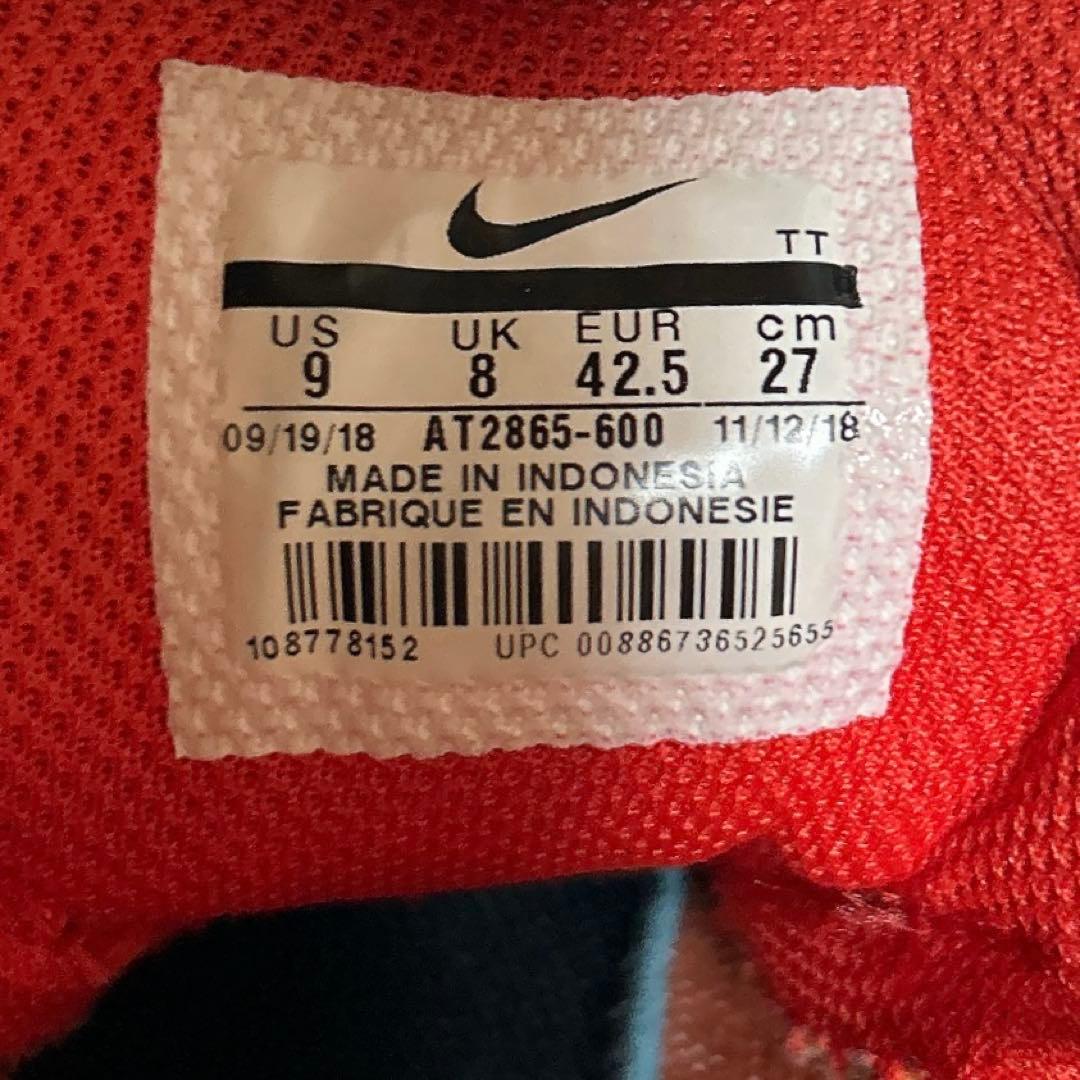 TT
US UK EUR cm
9 8 42.5 27
09/19/18 AT2865-600 11/12/18
MADE IN INDONESIA
FABRIQUE EN INDONESIE
108778152 UPC 00886736525655